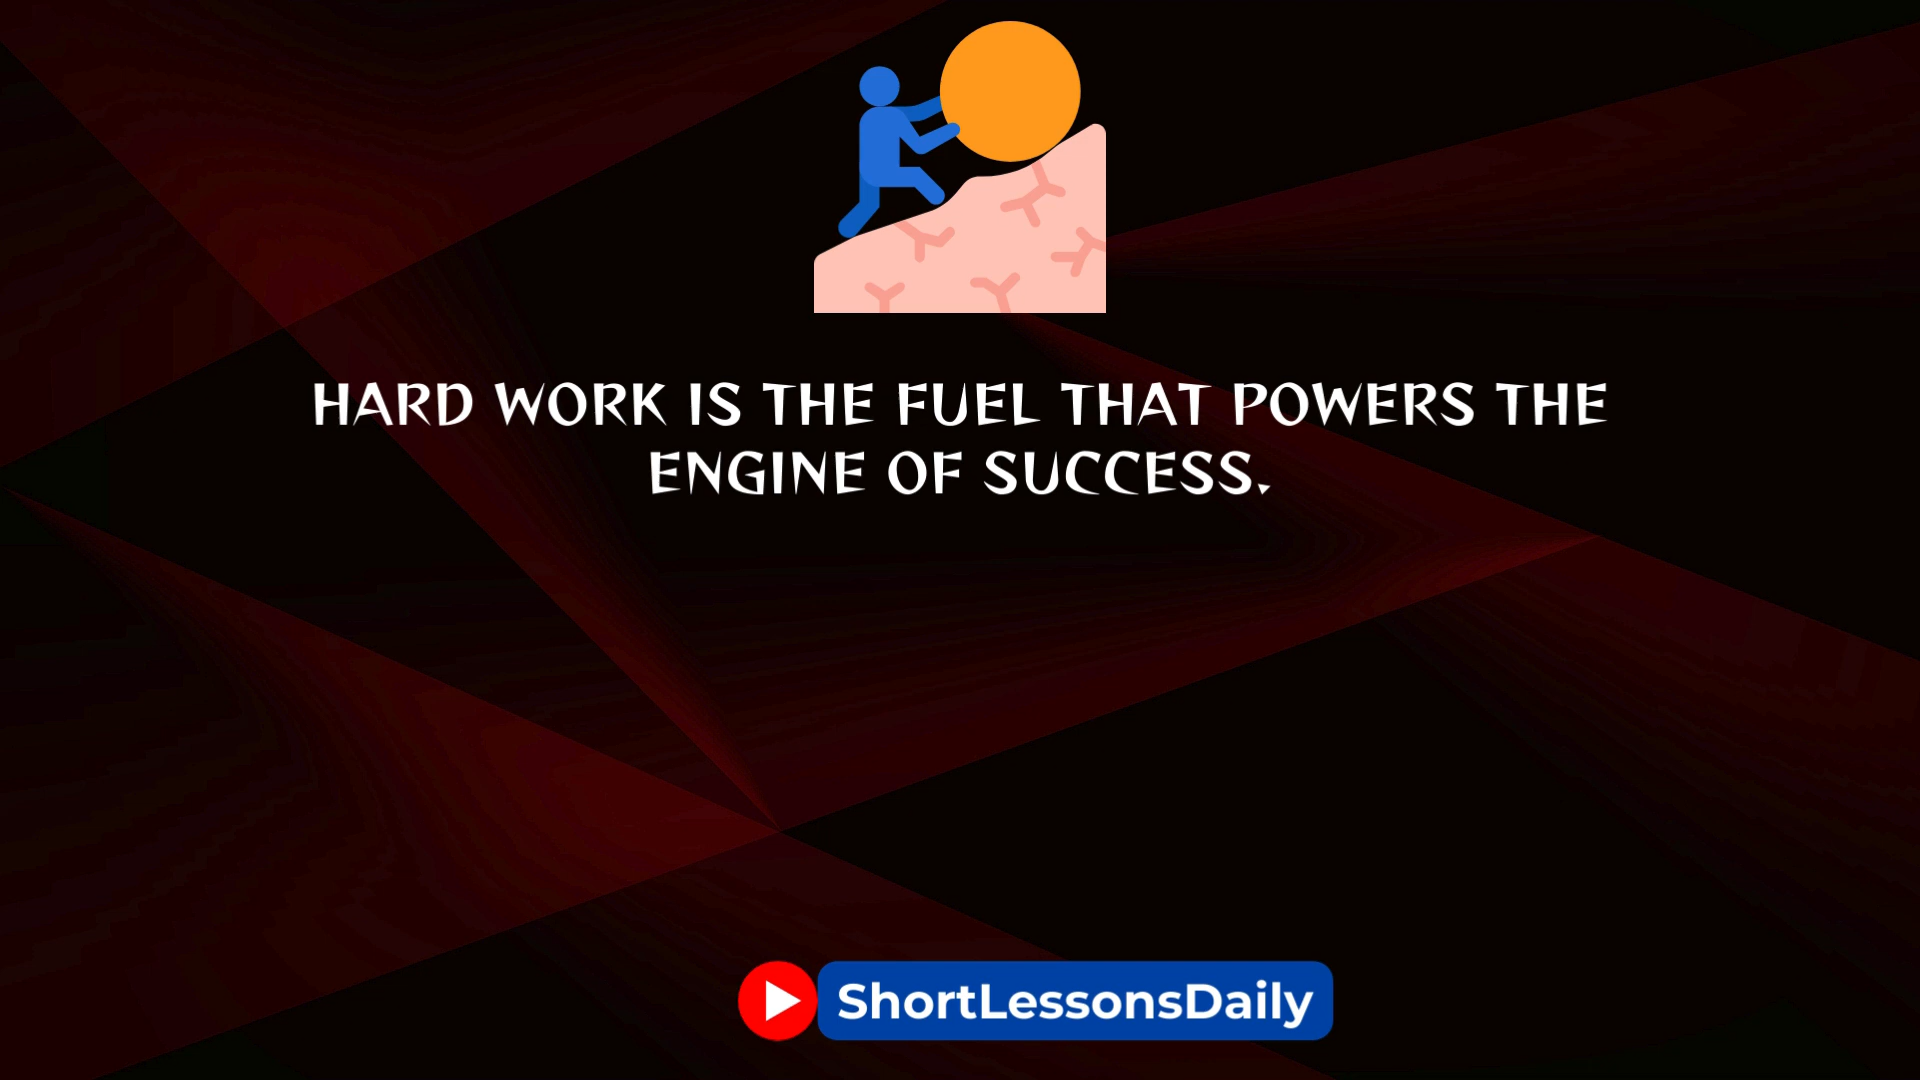 HARD WORK IS THE FUEL THAT POWERS THE
ENGINE OF SUCCESS.
ShortLessonsDaily